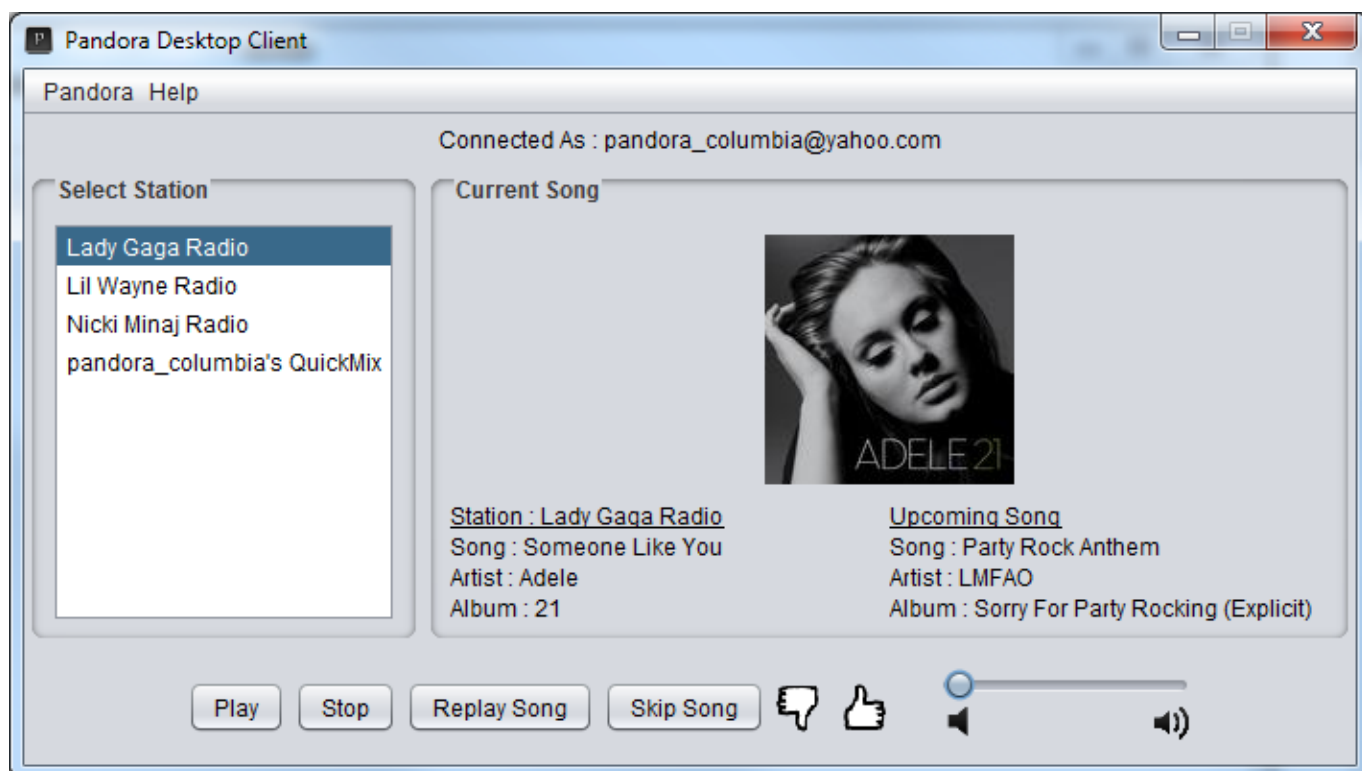 Pandora Desktop Client
Pandora Help
Connected As : pandora_columbia@yahoo.com
Select Station
Lady Gaga Radio
Lil Wayne Radio
Nicki Minaj Radio
pandora_columbia's QuickMix
Current Song
ADELE 21
Station : Lady Gaga Radio
Song : Someone Like You
Artist : Adele
Album : 21
Upcoming Song
Song : Party Rock Anthem
Artist : LMFAO
Album : Sorry For Party Rocking (Explicit)
Play Stop Replay Song Skip Song